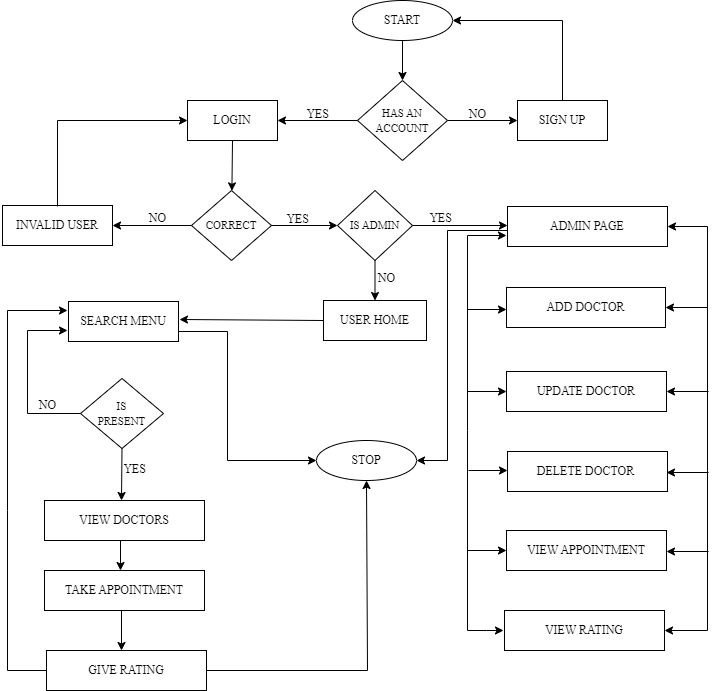 START
HAS AN
ACCOUNT
YES
NO
LOGIN
SIGN UP
INVALID USER
NO
CORRECT
YES
IS ADMIN
YES
ADMIN PAGE
NO
SEARCH MENU
USER HOME
ADD DOCTOR
NO
IS
PRESENT
UPDATE DOCTOR
YES
STOP
DELETE DOCTOR
VIEW DOCTORS
VIEW APPOINTMENT
TAKE APPOINTMENT
VIEW RATING
GIVE RATING